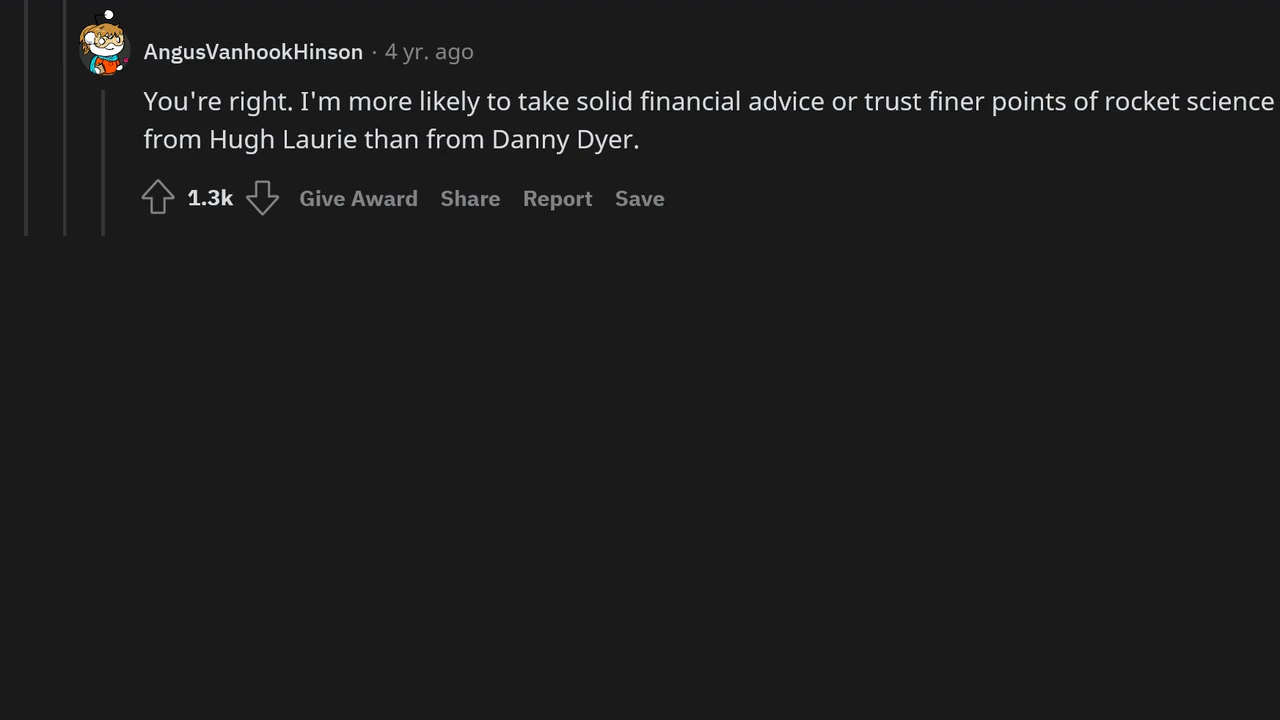 AngusVanhookHinson · 4 yr. ago
You're right. I'm more likely to take solid financial advice or trust finer points of rocket science
from Hugh Laurie than from Danny Dyer.
1.3k Give Award Share Report Save